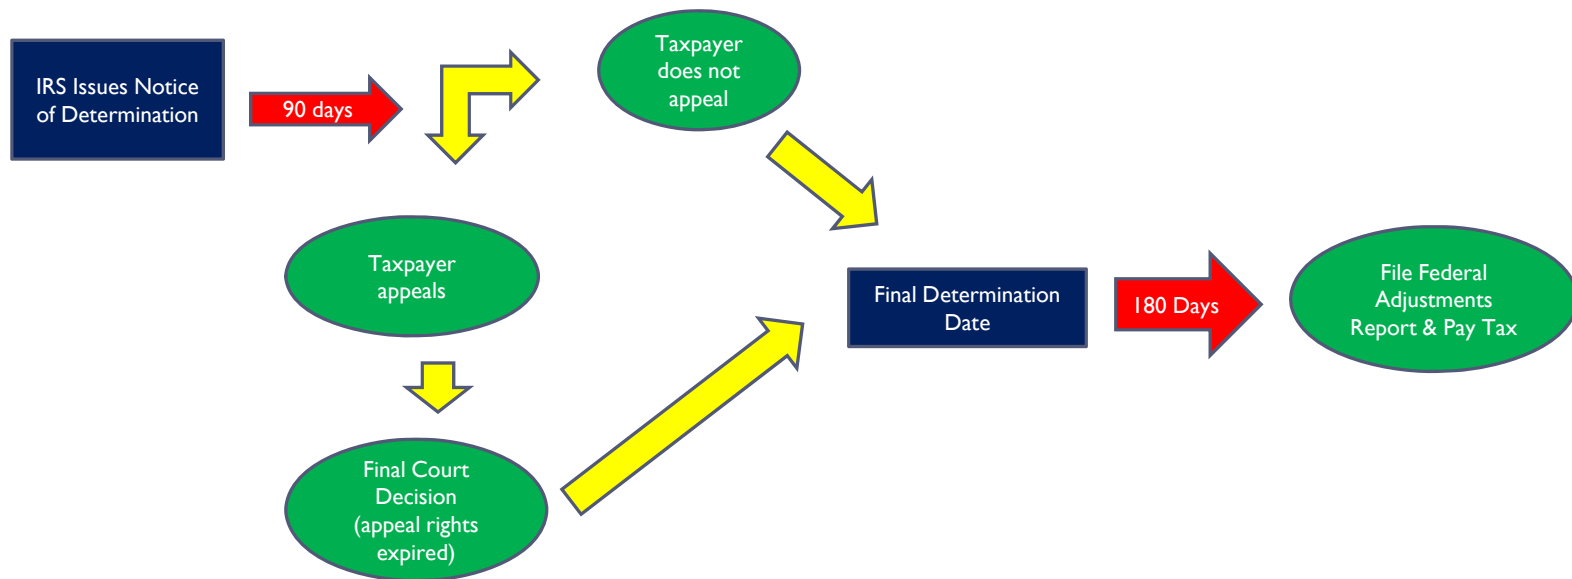 IRS Issues Notice
of Determination
90 days
Taxpayer
does not
appeal
Taxpayer
appeals
Final Court
Decision
(appeal rights
expired)
Final Determination
Date
180 Days
File Federal
Adjustments
Report & Pay Tax